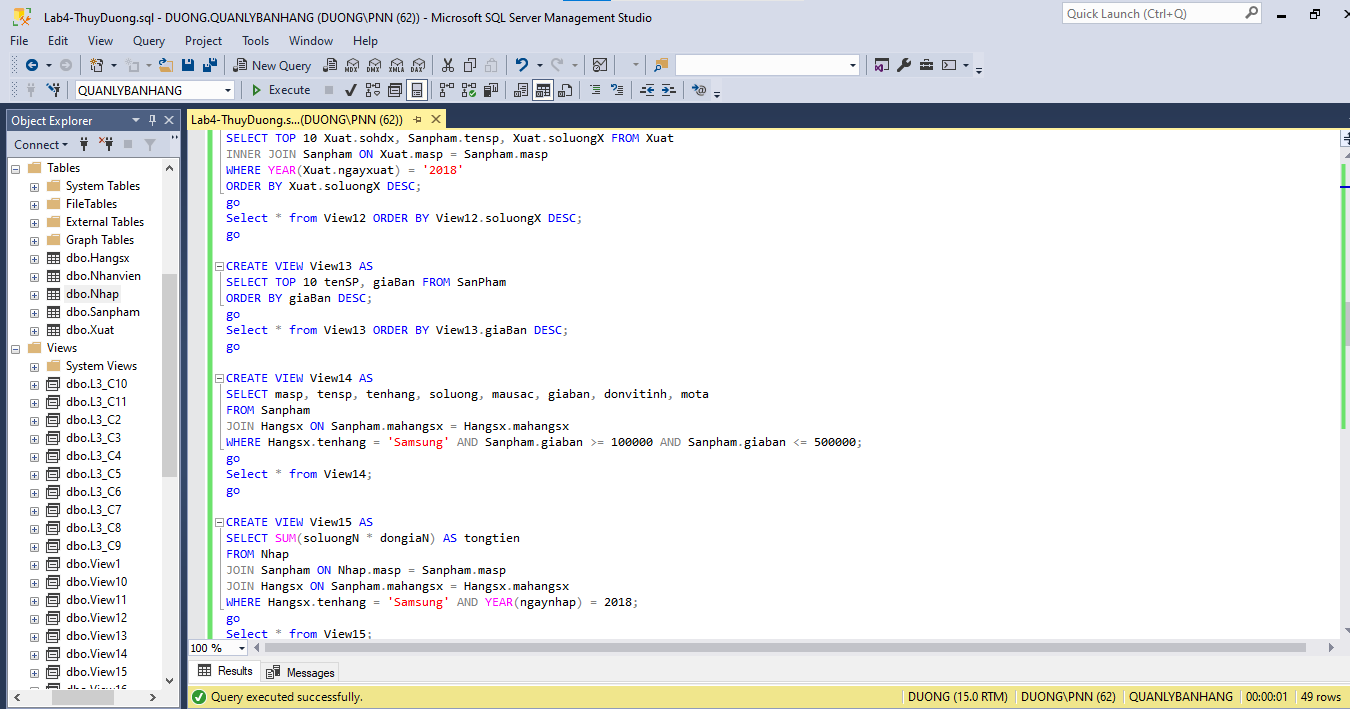 Lab4-ThuyDuong.sql - DUONG.QUANLYBANHANG (DUONG\PNN (62)) - Microsoft SQL Server Management Studio
Quick Launch (Ctrl+Q)
File Edit View Query Project Tools Window Help
New Query
MDX DMX XMLA DAX
QUANLYBANHANG
Execute
Object Explorer
Connect
Tables
System Tables
FileTables
External Tables
Graph Tables
dbo.Hangsx
dbo.Nhanvien
dbo.Nhap
dbo.Sanpham
dbo.Xuat
Views
System Views
dbo.L3_C10
dbo.L3_C11
dbo.L3_C2
dbo.L3_C3
dbo.L3_C4
dbo.L3_C5
dbo.L3_C6
dbo.L3_C7
dbo.L3_C8
dbo.L3_C9
dbo.View1
dbo.View10
dbo.View11
dbo.View12
dbo.View13
dbo.View14
dbo.View15
dbo.View16
Lab4-ThuyDuong.s...(DUONG\PNN (62))
SELECT TOP 10 Xuat.sohdx, Sanpham.tensp, Xuat.soluongX FROM Xuat
INNER JOIN Sanpham ON Xuat.masp = Sanpham.masp
WHERE YEAR(Xuat.ngayxuat) = '2018'
ORDER BY Xuat.soluongX DESC;
go
Select * from View12 ORDER BY View12.soluongX DESC;
go
CREATE VIEW View13 AS
SELECT TOP 10 tenSP, giaBan FROM SanPham
ORDER BY giaBan DESC;
go
Select * from View13 ORDER BY View13.giaBan DESC;
go
CREATE VIEW View14 AS
SELECT masp, tensp, tenhang, soluong, mausac, giaban, donvitinh, mota
FROM Sanpham
JOIN Hangsx ON Sanpham.mahangsx = Hangsx.mahangsx
WHERE Hangsx.tenhang = 'Samsung' AND Sanpham.giaban >= 100000 AND Sanpham.giaban <= 500000;
go
Select * from View14;
go
CREATE VIEW View15 AS
SELECT SUM(soluongN * dongiaN) AS tongtien
FROM Nhap
JOIN Sanpham ON Nhap.masp = Sanpham.masp
JOIN Hangsx ON Sanpham.mahangsx = Hangsx.mahangsx
WHERE Hangsx.tenhang = 'Samsung' AND YEAR(ngaynhap) = 2018;
go
Select * from View15;
100 %
Results Messages
Query executed successfully.
DUONG (15.0 RTM) DUONG\PNN (62) QUANLYBANHANG 00:00:01 49 rows